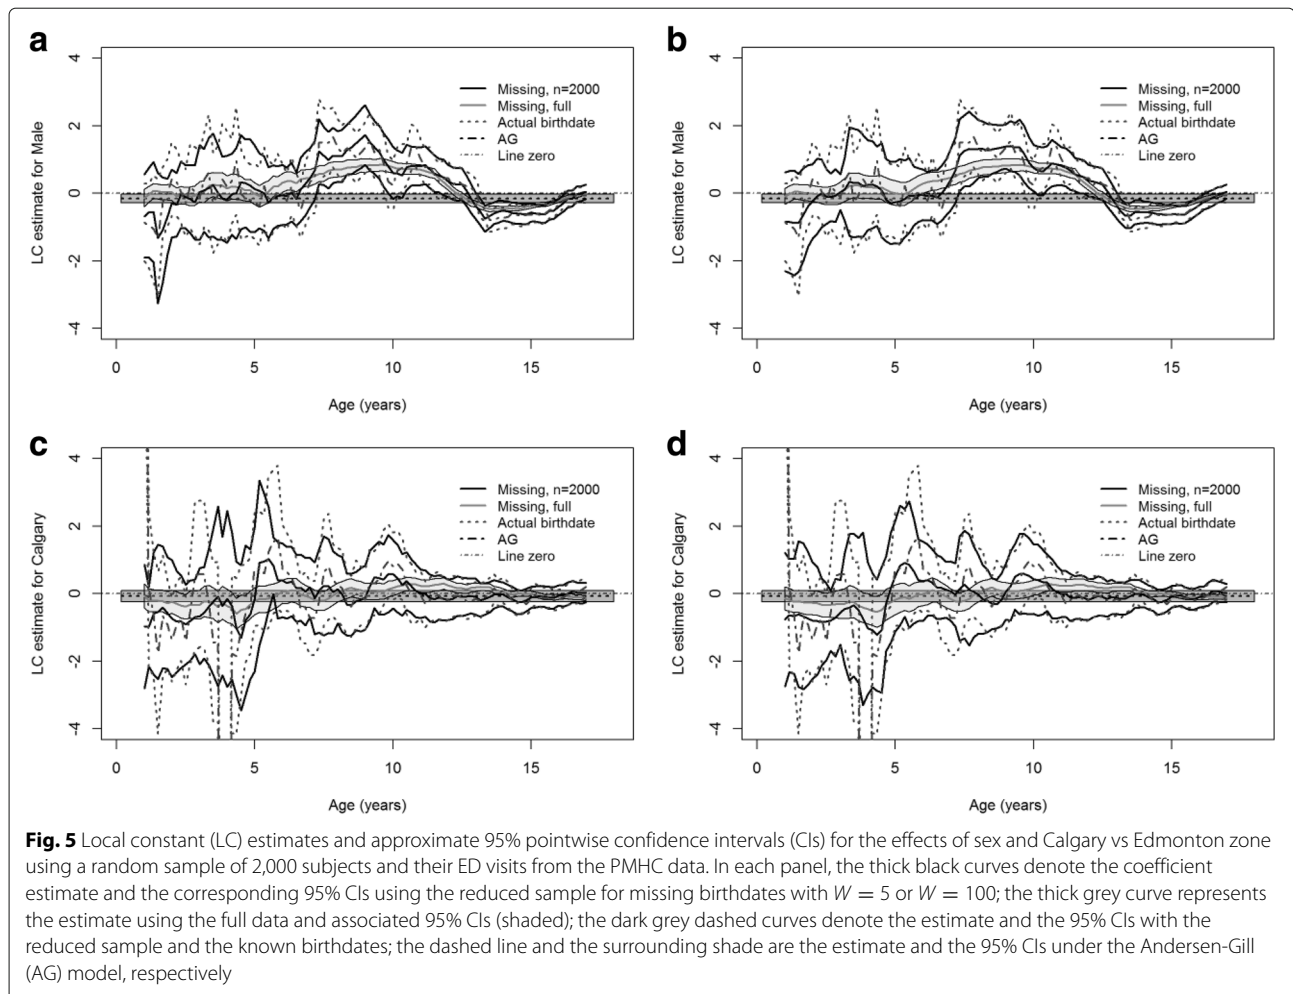 a
4
2
0
-2
-4
LC estimate for Male
Missing, n=2000
Missing, full
Actual birthdate
AG
Line zero
0 5 10 15
Age (years)
b
4
2
0
-2
-4
LC estimate for Male
Missing, n=2000
Missing, full
Actual birthdate
AG
Line zero
0 5 10 15
Age (years)
c
4
2
0
-2
-4
LC estimate for Calgary
Missing, n=2000
Missing, full
Actual birthdate
AG
Line zero
0 5 10 15
Age (years)
d
4
2
0
-2
-4
LC estimate for Calgary
Missing, n=2000
Missing, full
Actual birthdate
AG
Line zero
0 5 10 15
Age (years)
Fig. 5 Local constant (LC) estimates and approximate 95% pointwise confidence intervals (CIs) for the effects of sex and Calgary vs Edmonton zone
using a random sample of 2,000 subjects and their ED visits from the PMHC data. In each panel, the thick black curves denote the coefficient
estimate and the corresponding 95% CIs using the reduced sample for missing birthdates with W = 5 or W = 100; the thick grey curve represents
the estimate using the full data and associated 95% CIs (shaded); the dark grey dashed curves denote the estimate and the 95% CIs with the
reduced sample and the known birthdates; the dashed line and the surrounding shade are the estimate and the 95% CIs under the Andersen-Gill
(AG) model, respectively